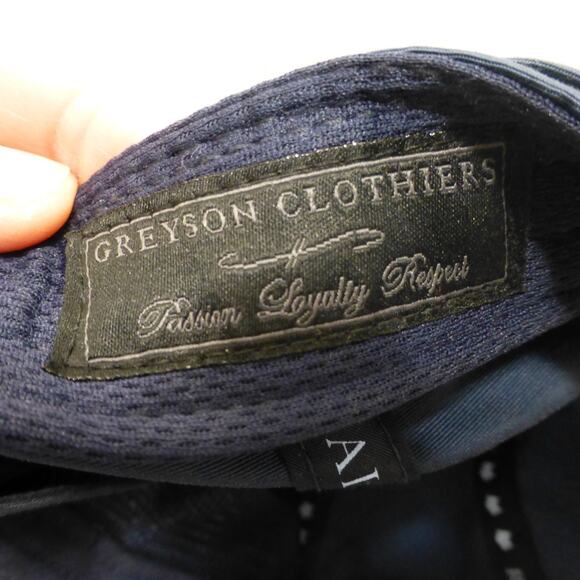 GREYSON CLOTHIERS
Passion Loyalty Respect